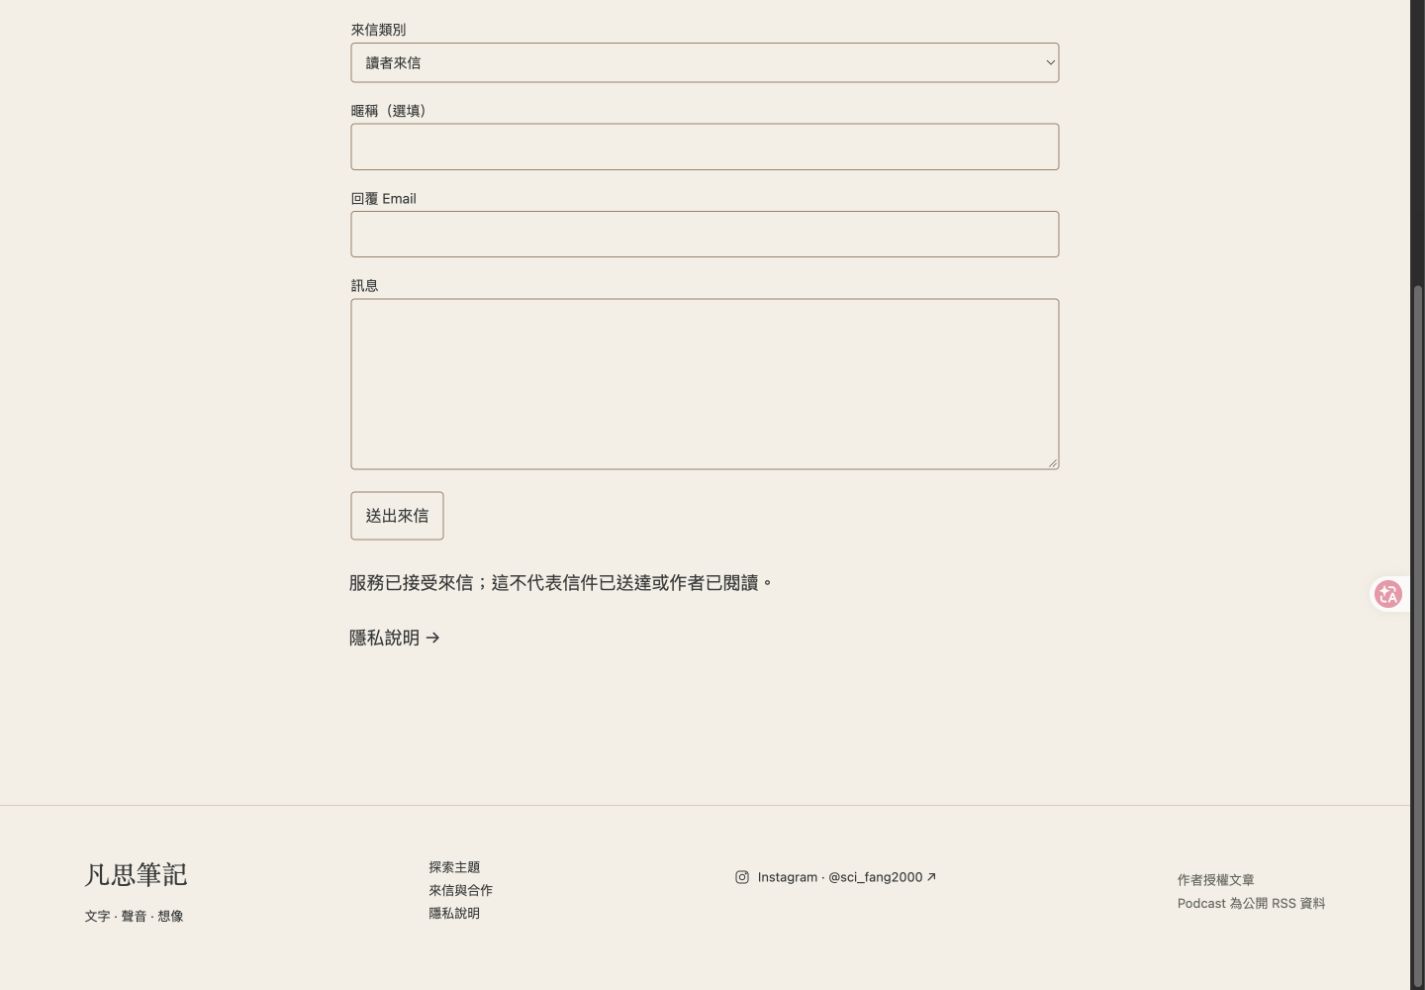 來信類別
讀者來信
暱稱（選填）
回覆 Email
訊息
送出來信
服務已接受來信；這不代表信件已送達或作者已閱讀。
隱私說明 →
凡思筆記
文字 · 聲音 · 想像
探索主題
來信與合作
隱私說明
Instagram · @sci_fang2000 ↗
作者授權文章
Podcast 為公開 RSS 資料